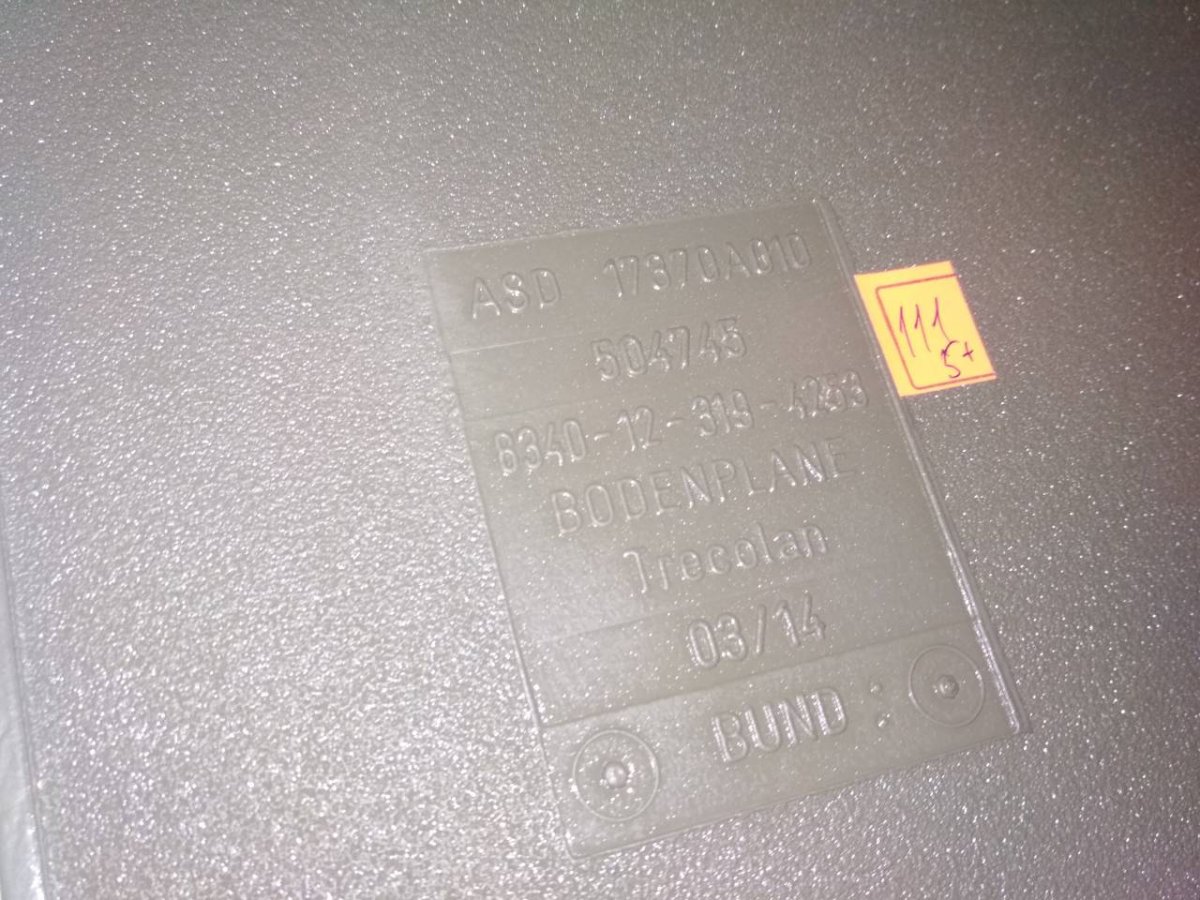 ASD 17370A010
504745
8340-12-319-4253
BODENPLANE
Trecolan
03/14
BUND :
111
5+